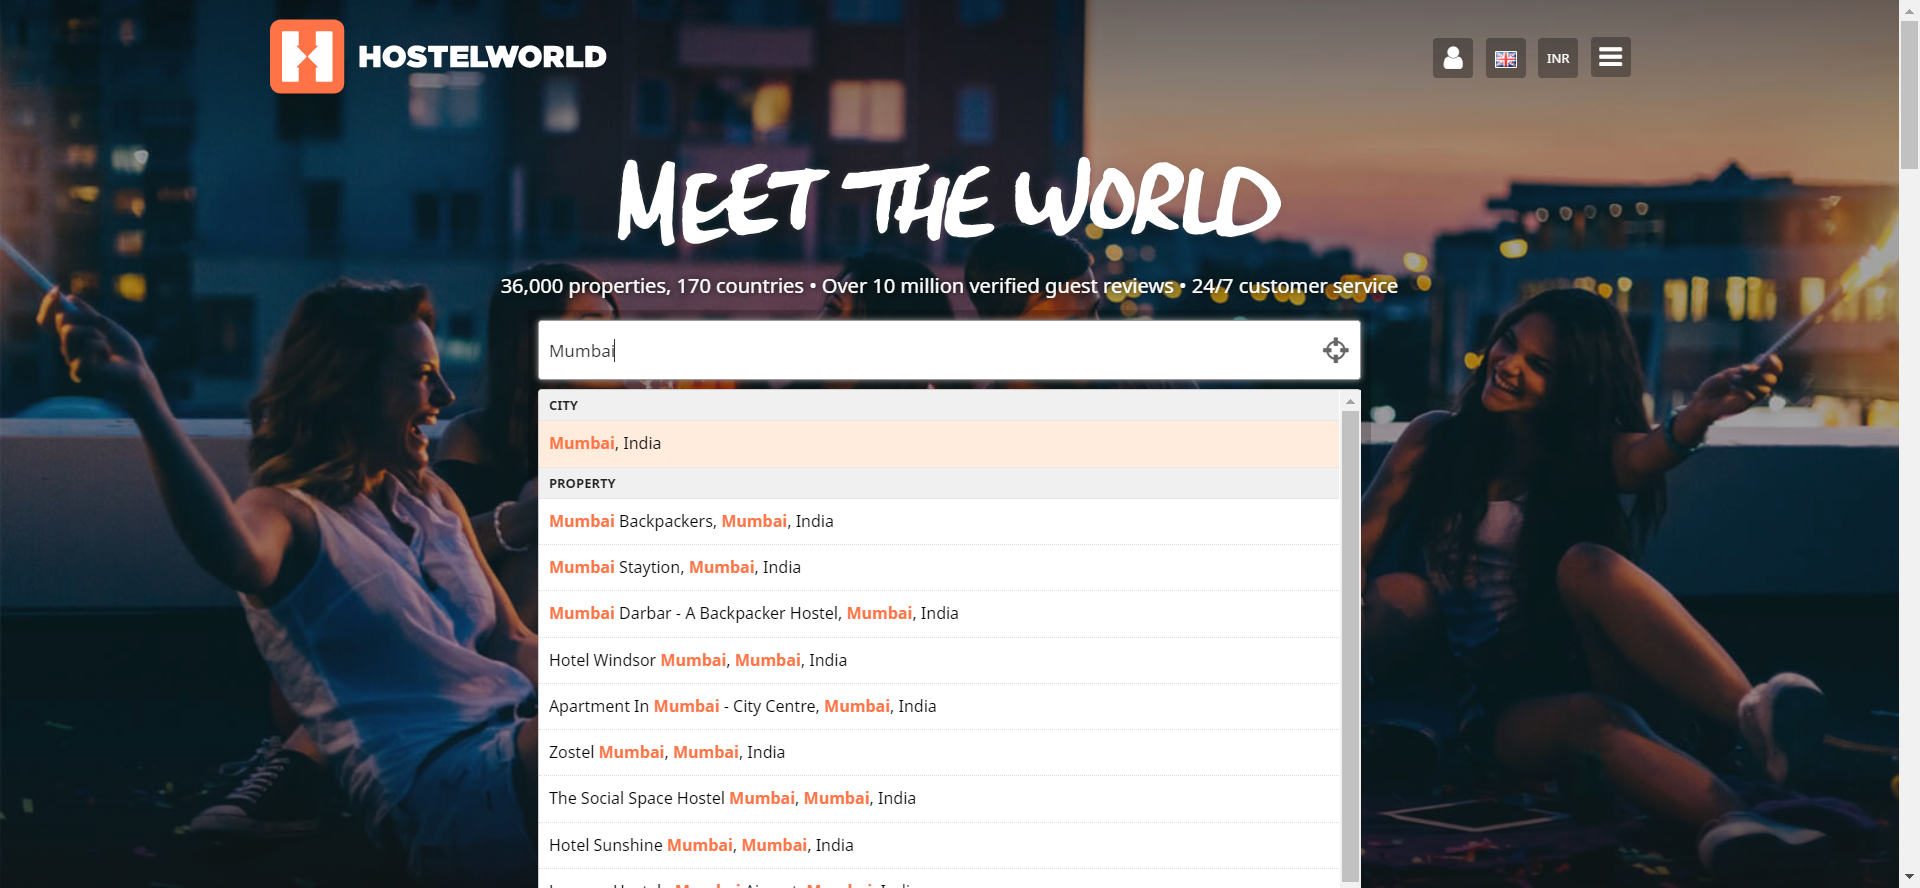 HOSTELWORLD
INR
MEET THE WORLD
36,000 properties, 170 countries • Over 10 million verified guest reviews • 24/7 customer service
Mumbai
CITY
Mumbai, India
PROPERTY
Mumbai Backpackers, Mumbai, India
Mumbai Staytion, Mumbai, India
Mumbai Darbar - A Backpacker Hostel, Mumbai, India
Hotel Windsor Mumbai, Mumbai, India
Apartment In Mumbai - City Centre, Mumbai, India
Zostel Mumbai, Mumbai, India
The Social Space Hostel Mumbai, Mumbai, India
Hotel Sunshine Mumbai, Mumbai, India